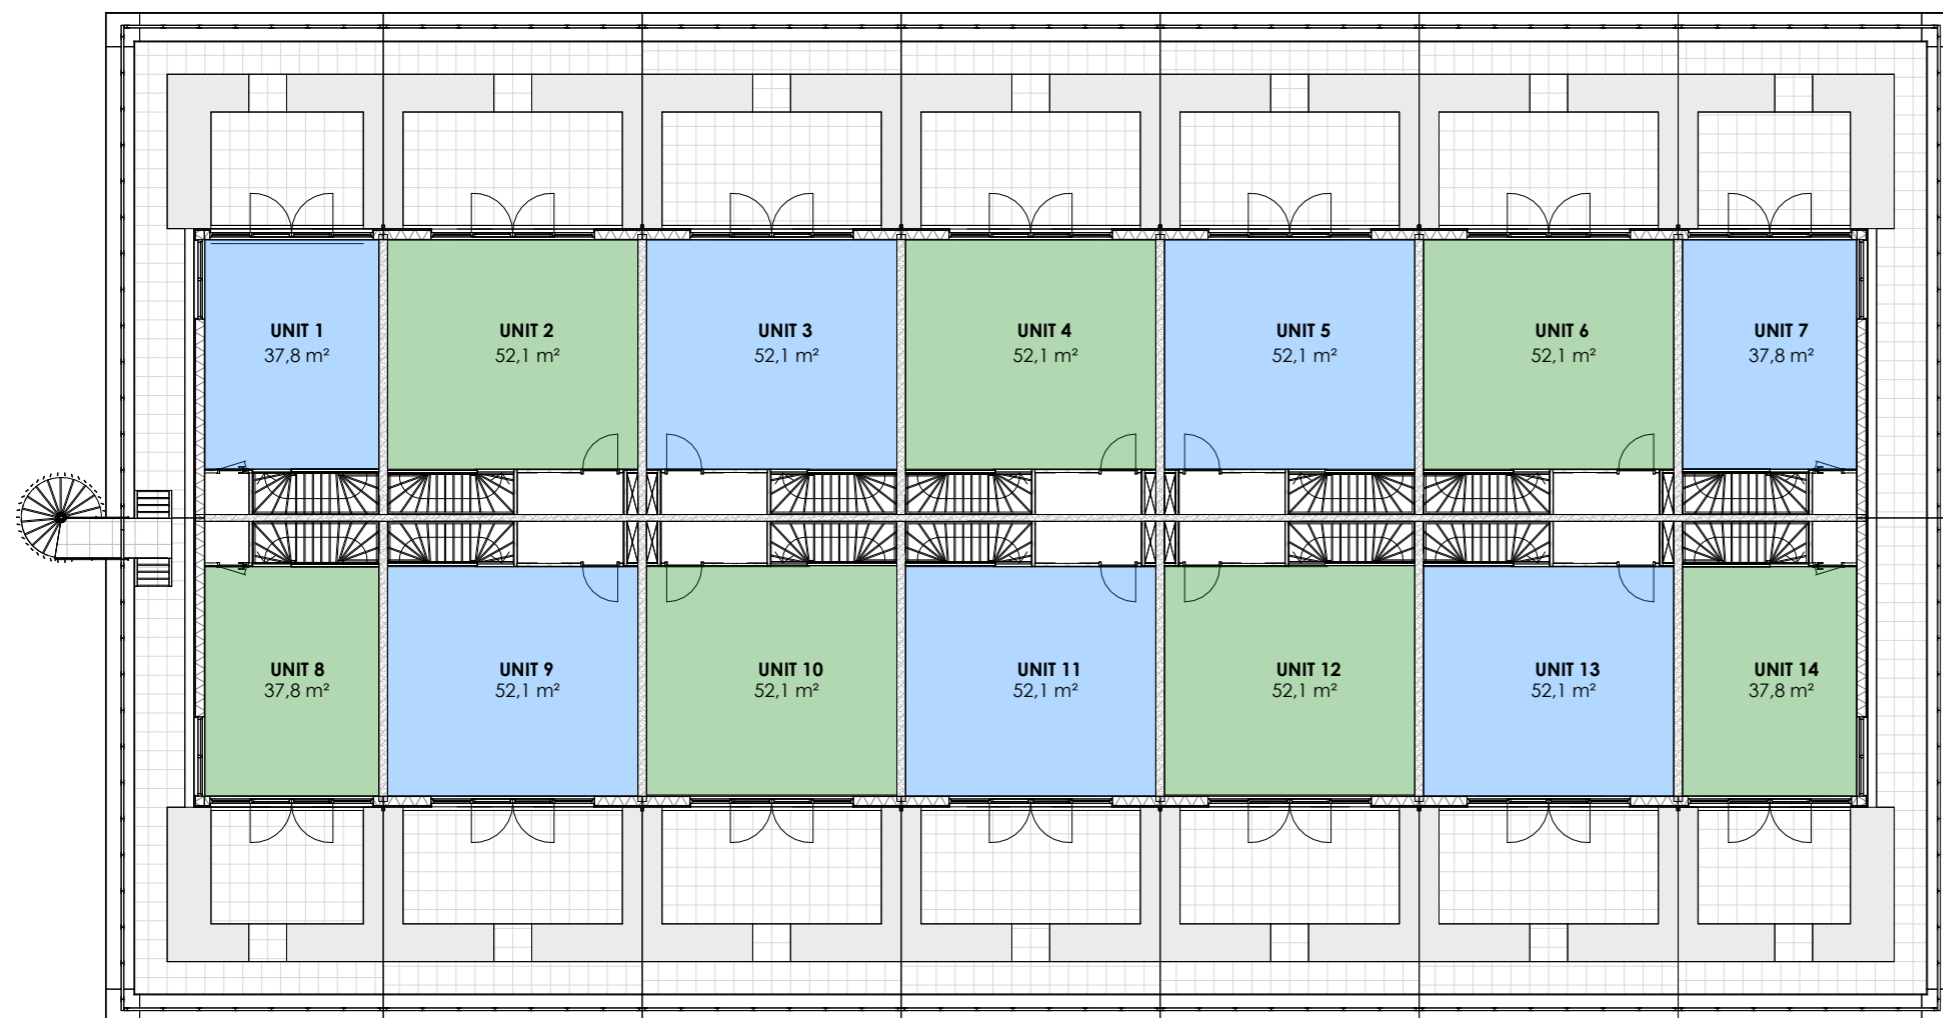 UNIT 1
37,8 m²
UNIT 2
52,1 m²
UNIT 3
52,1 m²
UNIT 4
52,1 m²
UNIT 5
52,1 m²
UNIT 6
52,1 m²
UNIT 7
37,8 m²
UNIT 8
37,8 m²
UNIT 9
52,1 m²
UNIT 10
52,1 m²
UNIT 11
52,1 m²
UNIT 12
52,1 m²
UNIT 13
52,1 m²
UNIT 14
37,8 m²